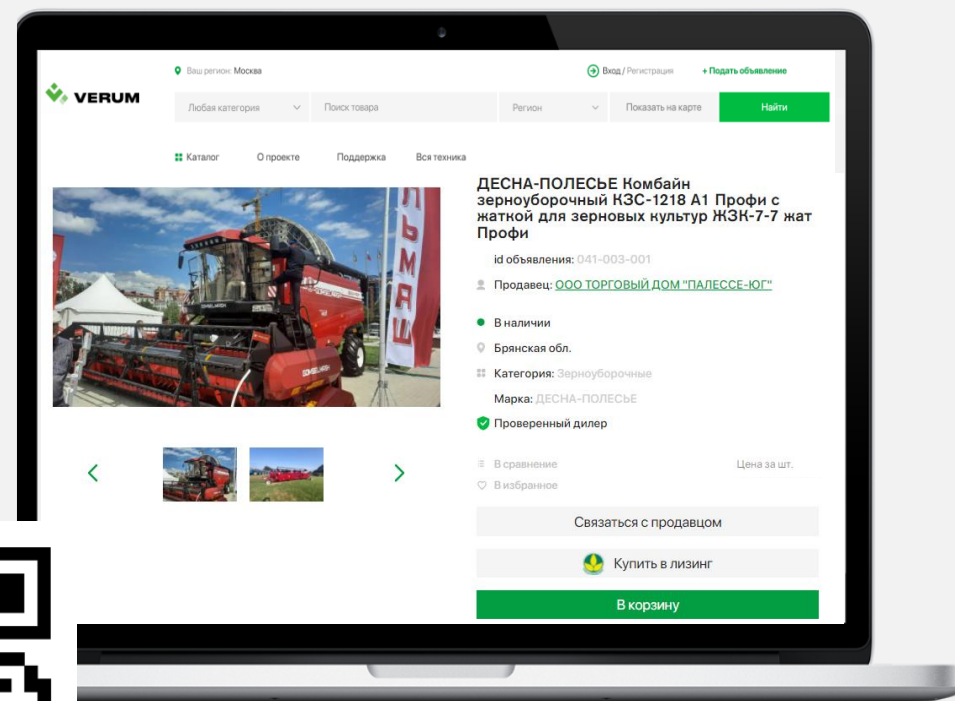 Ваш регион: Москва
Вход / Регистрация
+ Подать объявление
VERUM
Любая категория
Поиск товара
Регион
Показать на карте
Найти
Каталог
О проекте
Поддержка
Вся техника
ДЕСНА-ПОЛЕСЬЕ Комбайн
зерноуборочный КЗС-1218 А1 Профи с
жаткой для зерновых культур ЖЗК-7-7 жат
Профи
id объявления: 041-003-001
Продавец: ООО ТОРГОВЫЙ ДОМ "ПАЛЕССЕ-ЮГ"
В наличии
Брянская обл.
Категория: Зерноуборочные
Марка: ДЕСНА-ПОЛЕСЬЕ
Проверенный дилер
В сравнение
Цена за шт.
В избранное
Связаться с продавцом
Купить в лизинг
В корзину